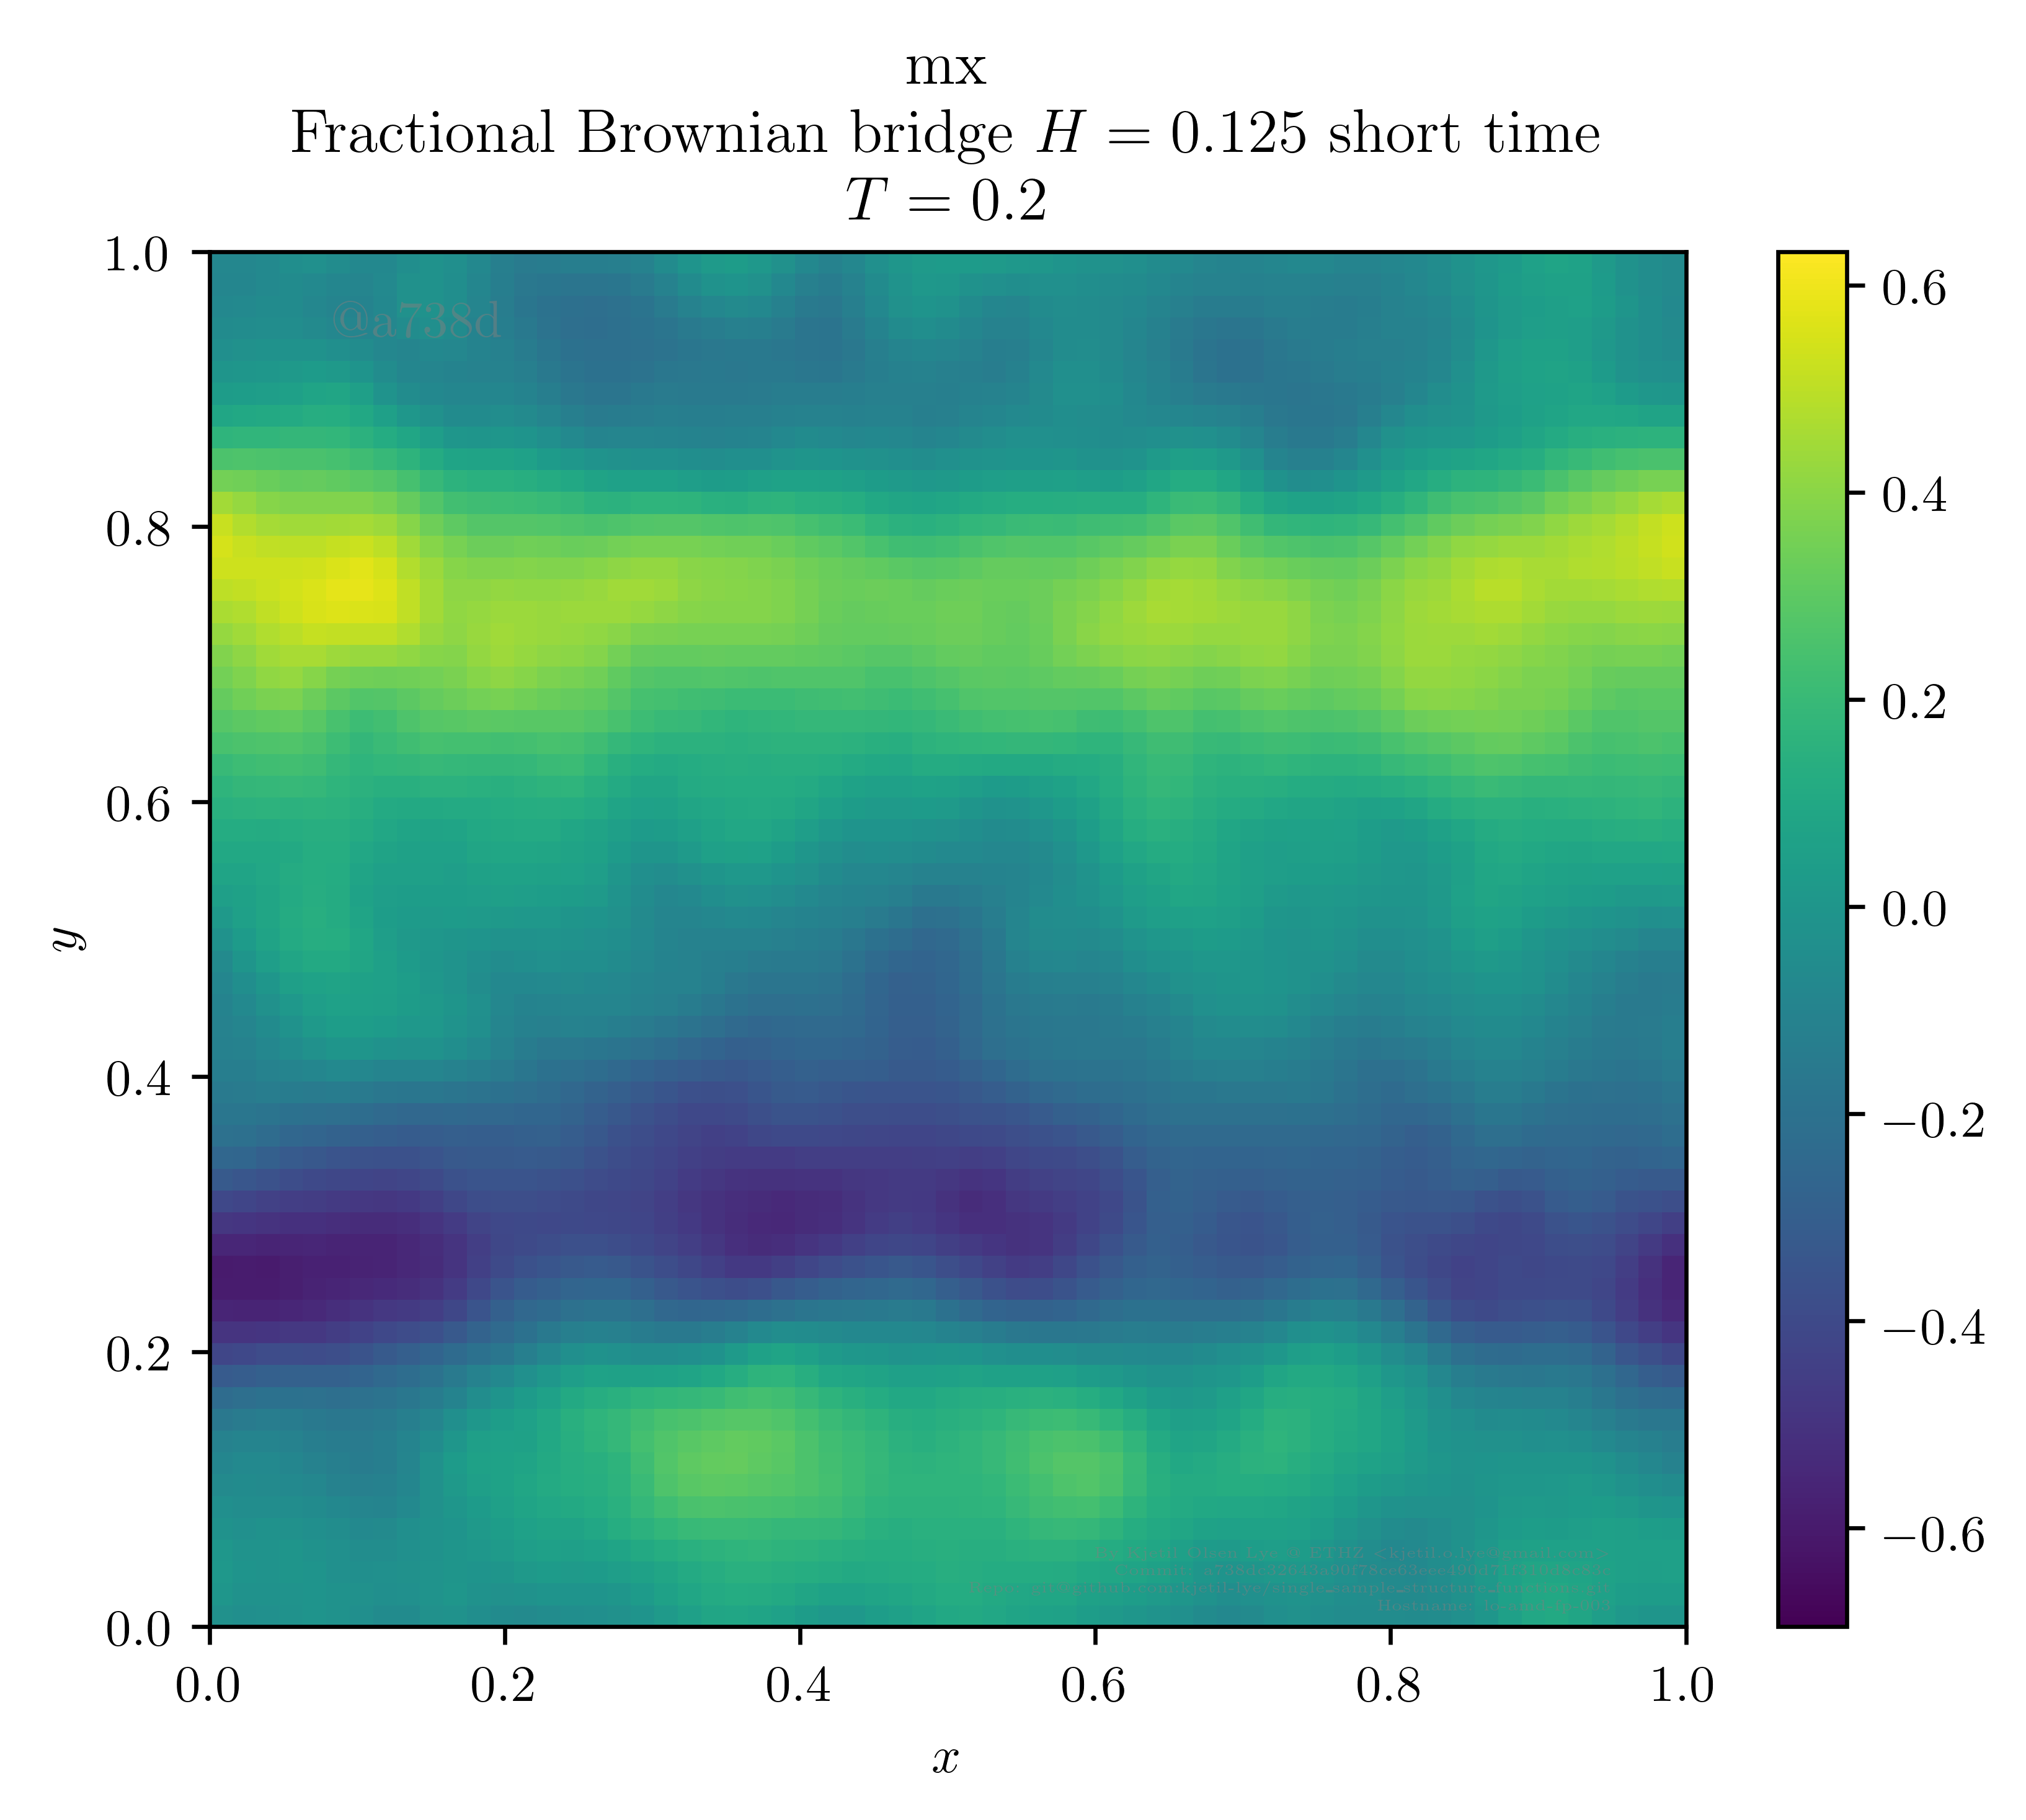 mx
Fractional Brownian bridge H = 0.125 short time
T = 0.2
@a738d
1.0
0.8
0.6
0.4
0.2
0.0
y
0.0 0.2 0.4 0.6 0.8 1.0
x
0.6
0.4
0.2
0.0
−0.2
−0.4
−0.6
Hostname: